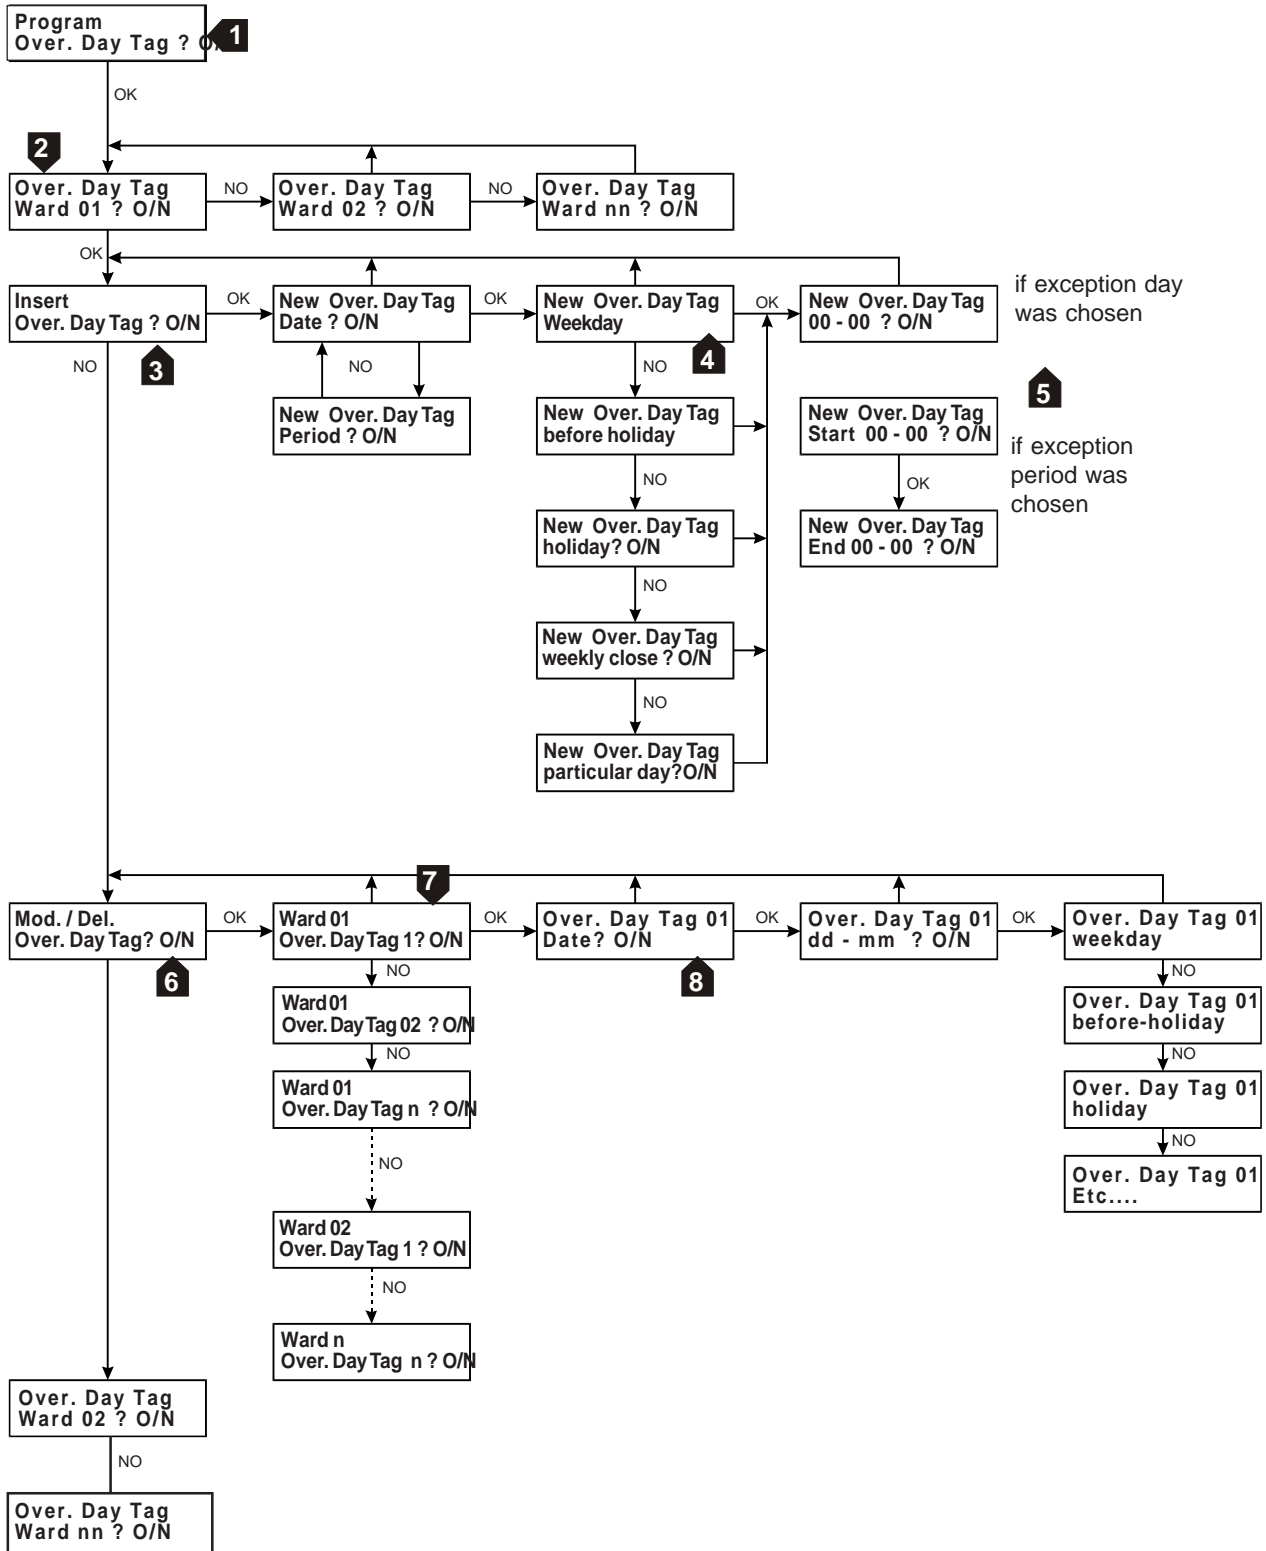 Program
Over. Day Tag ? O/N
1
OK
2
Over. Day Tag
Ward 01 ? O/N
NO
Over. Day Tag
Ward 02 ? O/N
NO
Over. Day Tag
Ward nn ? O/N
OK
Insert
Over. Day Tag ? O/N
3
OK
New Over. Day Tag
Date ? O/N
OK
New Over. Day Tag
Weekday
4
OK
New Over. Day Tag
00 - 00 ? O/N
if exception day
was chosen
NO
NO
New Over. Day Tag
Period ? O/N
NO
New Over. Day Tag
before holiday
5
New Over. Day Tag
Start 00 - 00 ? O/N
if exception
period was
chosen
OK
New Over. Day Tag
End 00 - 00 ? O/N
NO
New Over. Day Tag
holiday? O/N
NO
New Over. Day Tag
weekly close ? O/N
NO
New Over. Day Tag
particular day?O/N
Mod. / Del.
Over. Day Tag? O/N
6
OK
7
Ward 01
Over. Day Tag 1? O/N
OK
Over. Day Tag 01
Date? O/N
8
OK
Over. Day Tag 01
dd - mm ? O/N
OK
Over. Day Tag 01
weekday
NO
Ward 01
Over. Day Tag 02 ? O/N
NO
Ward 01
Over. Day Tag n ? O/N
NO
Ward 02
Over. Day Tag 1 ? O/N
NO
Ward n
Over. Day Tag n ? O/N
NO
Over. Day Tag 01
before-holiday
NO
Over. Day Tag 01
holiday
NO
Over. Day Tag 01
Etc....
Over. Day Tag
Ward 02 ? O/N
NO
Over. Day Tag
Ward nn ? O/N